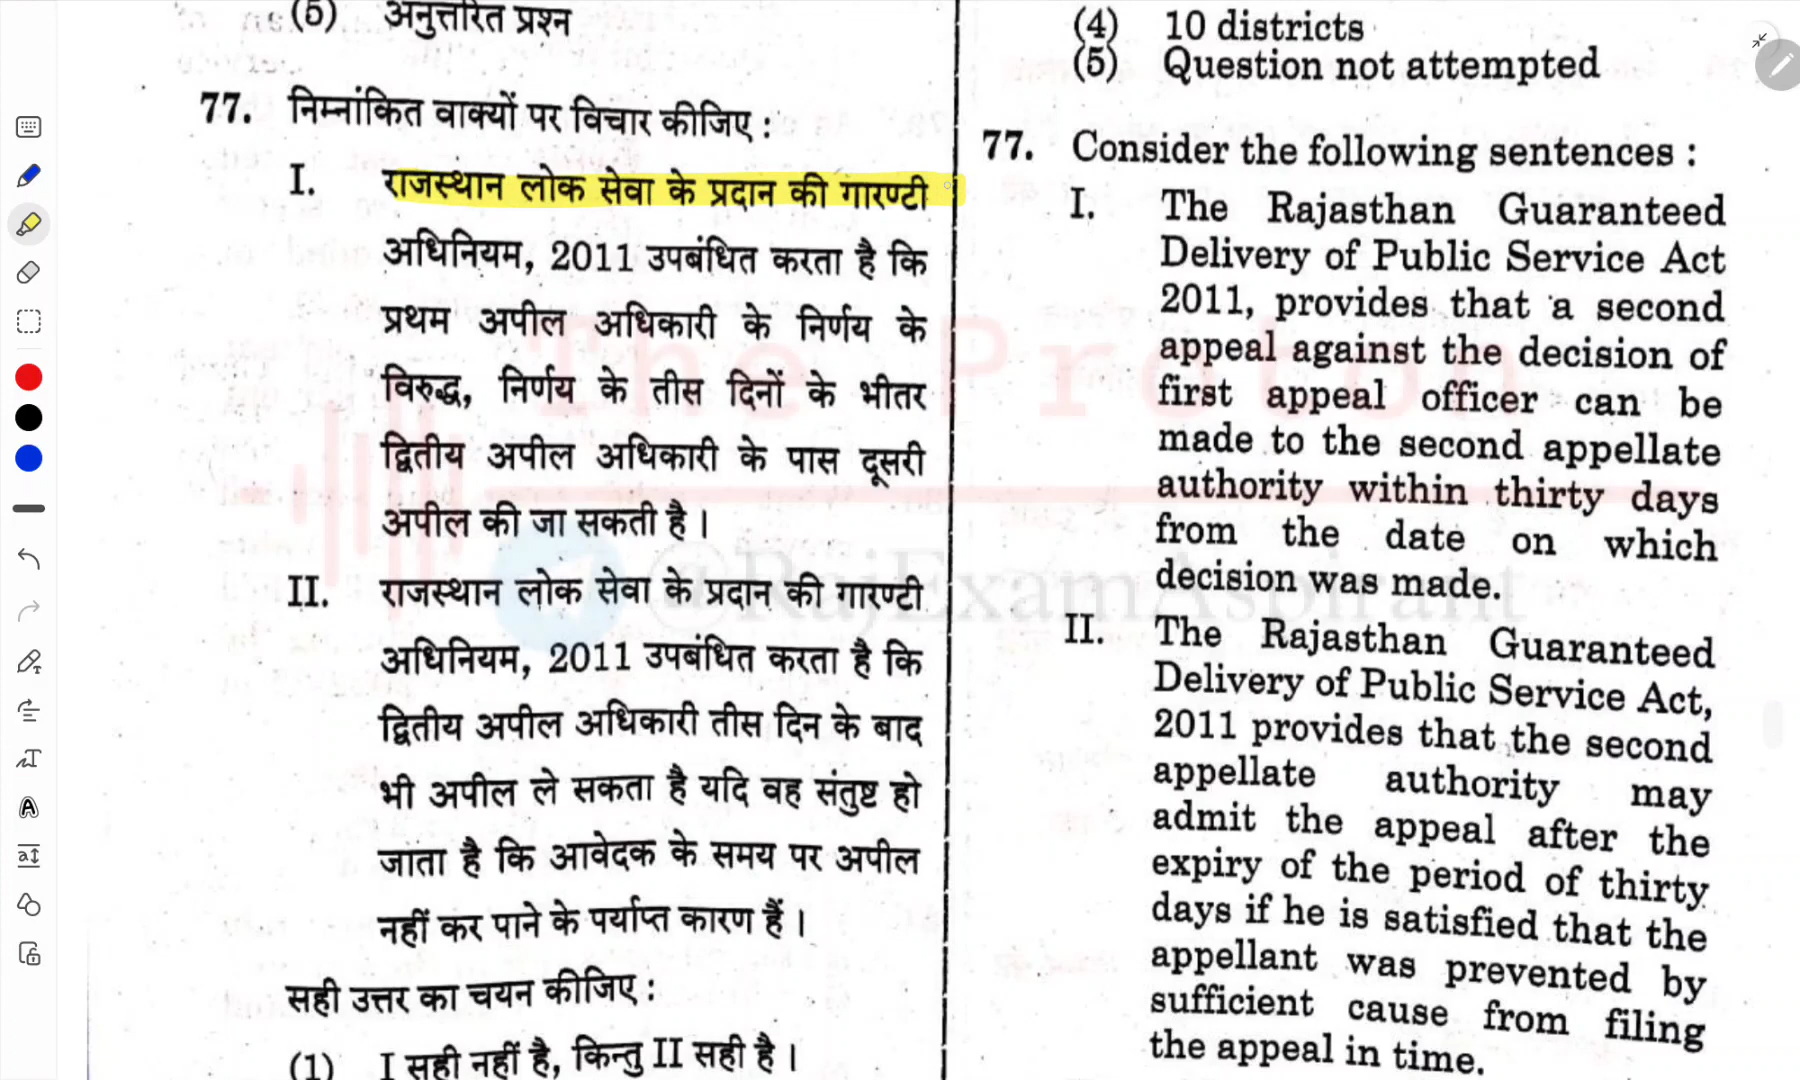 (5) अनुत्तरित प्रश्न
77. निम्नांकित वाक्यों पर विचार कीजिए :
I. राजस्थान लोक सेवा के प्रदान की गारण्टी
अधिनियम, 2011 उपबंधित करता है कि
प्रथम अपील अधिकारी के निर्णय के
विरुद्ध, निर्णय के तीस दिनों के भीतर
द्वितीय अपील अधिकारी के पास दूसरी
अपील की जा सकती है।
II. राजस्थान लोक सेवा के प्रदान की गारण्टी
अधिनियम, 2011 उपबंधित करता है कि
द्वितीय अपील अधिकारी तीस दिन के बाद
भी अपील ले सकता है यदि वह संतुष्ट हो
जाता है कि आवेदक के समय पर अपील
नहीं कर पाने के पर्याप्त कारण हैं।
सही उत्तर का चयन कीजिए :
(1) I सही नहीं है, किन्तु II सही है।
(4) 10 districts
(5) Question not attempted
77. Consider the following sentences :
I. The Rajasthan Guaranteed
Delivery of Public Service Act
2011, provides that a second
appeal against the decision of
first appeal officer can be
made to the second appellate
authority within thirty days
from the date on which
decision was made.
II. The Rajasthan Guaranteed
Delivery of Public Service Act,
2011 provides that the second
appellate authority may
admit the appeal after the
expiry of the period of thirty
days if he is satisfied that the
appellant was prevented by
sufficient cause from filing
the appeal in time.
The Proton
@RajExamAspirant